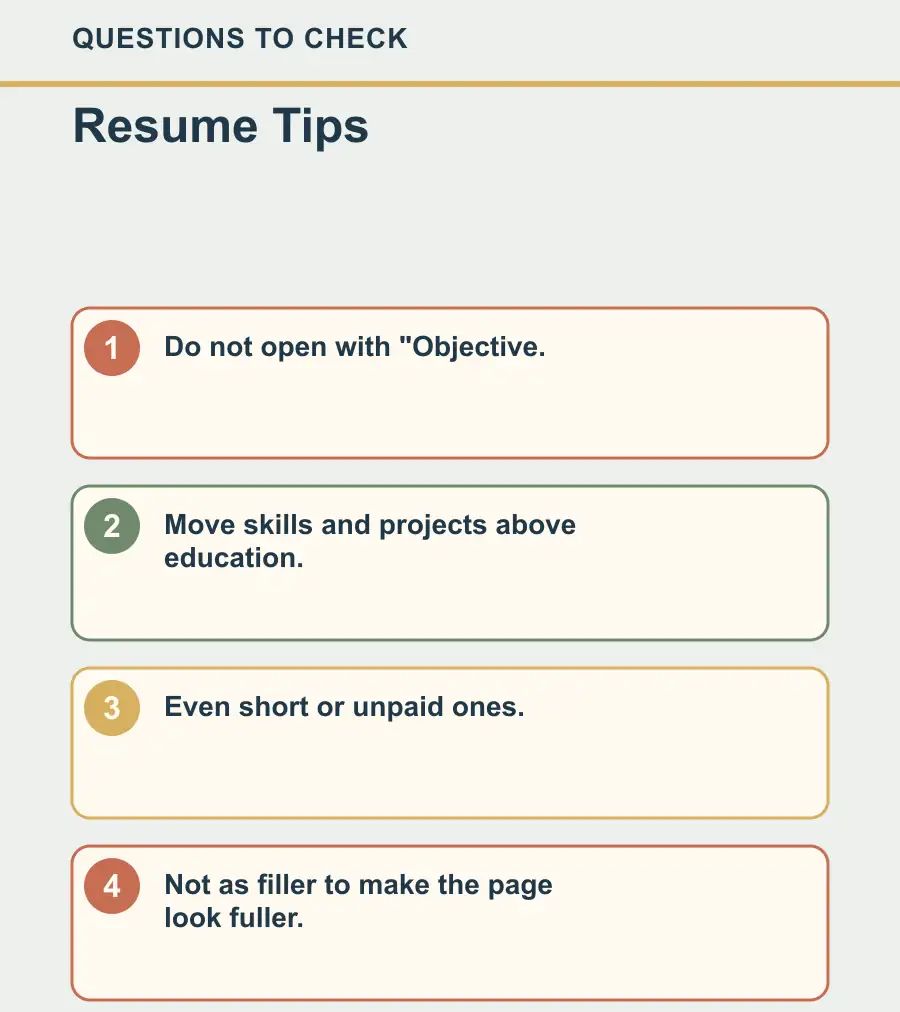 QUESTIONS TO CHECK
Resume Tips
1
Do not open with "Objective.
2
Move skills and projects above
education.
3
Even short or unpaid ones.
4
Not as filler to make the page
look fuller.